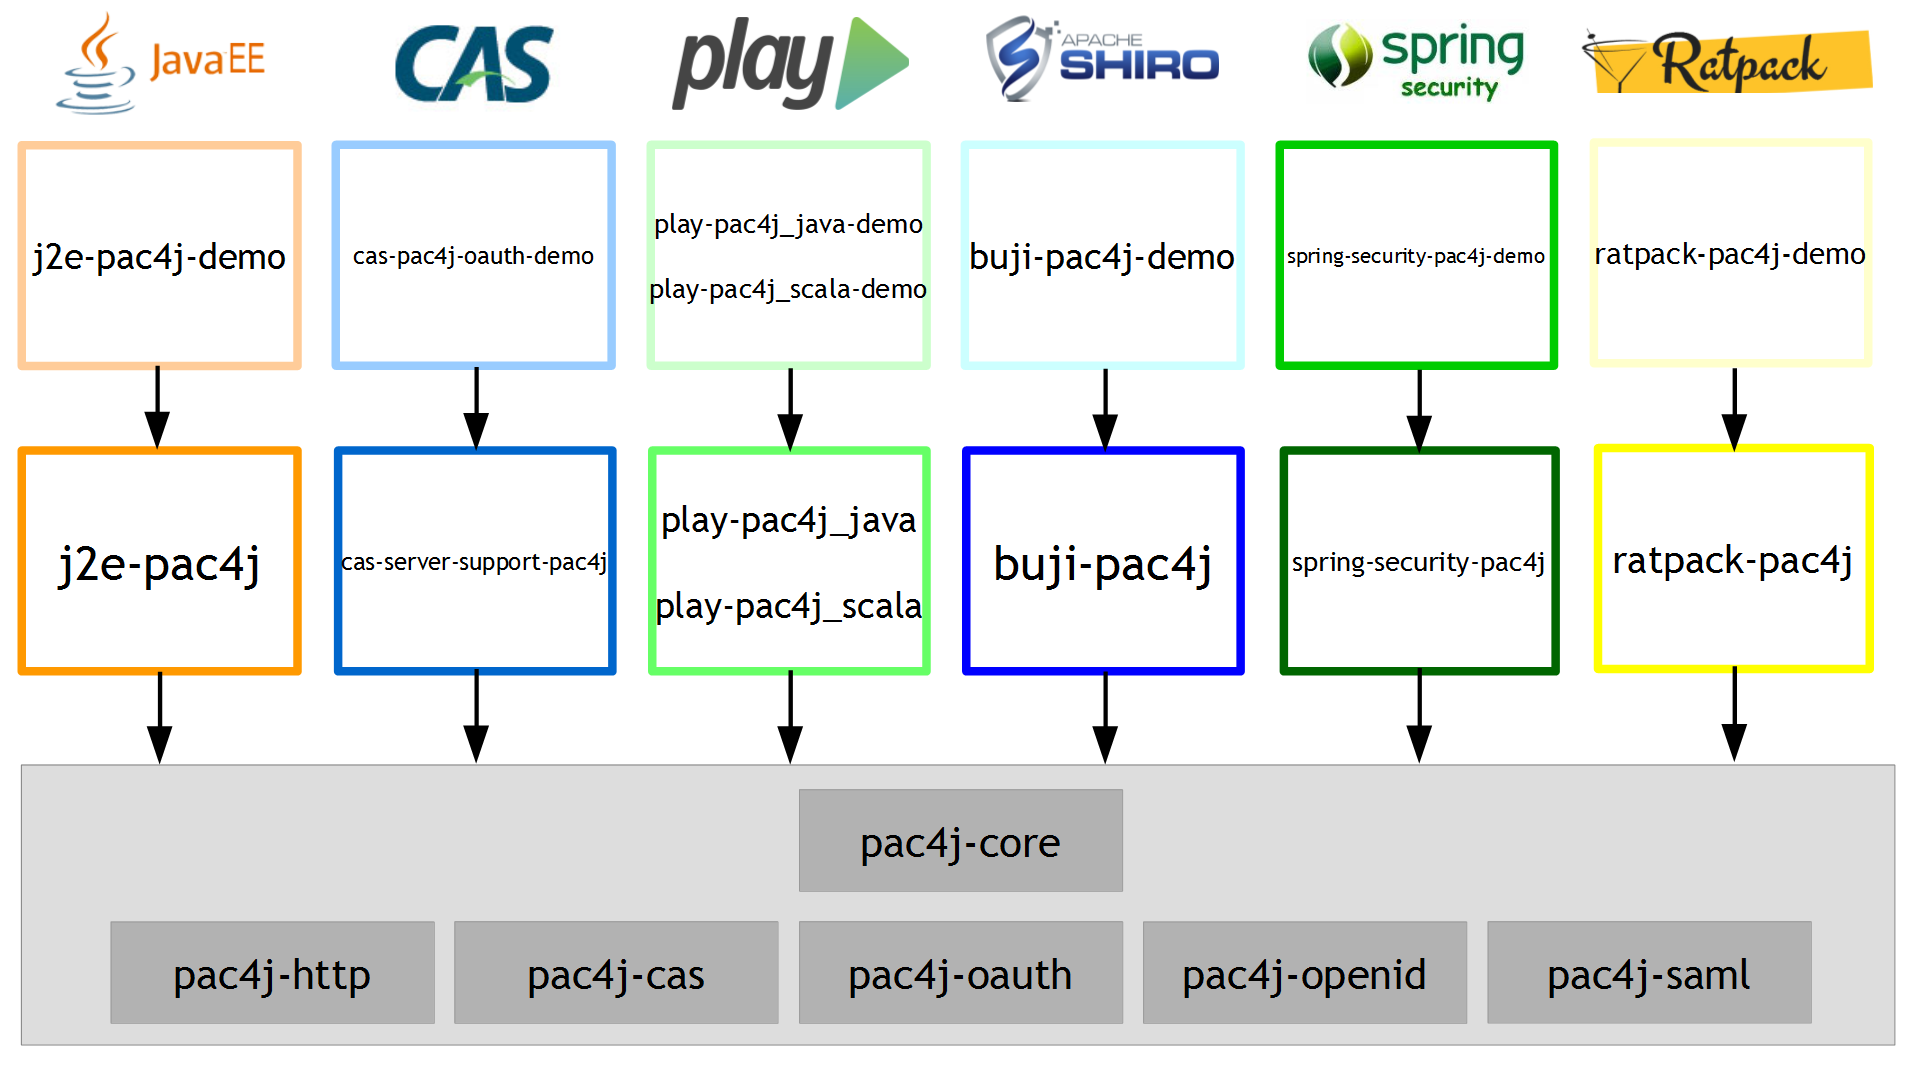 JavaEE
CAS
play
APACHE
SHIRO
spring
security
Ratpack
j2e-pac4j-demo
cas-pac4j-oauth-demo
play-pac4j_java-demo
play-pac4j_scala-demo
buji-pac4j-demo
spring-security-pac4j-demo
ratpack-pac4j-demo
j2e-pac4j
cas-server-support-pac4j
play-pac4j_java
play-pac4j_scala
buji-pac4j
spring-security-pac4j
ratpack-pac4j
pac4j-core
pac4j-http
pac4j-cas
pac4j-oauth
pac4j-openid
pac4j-saml